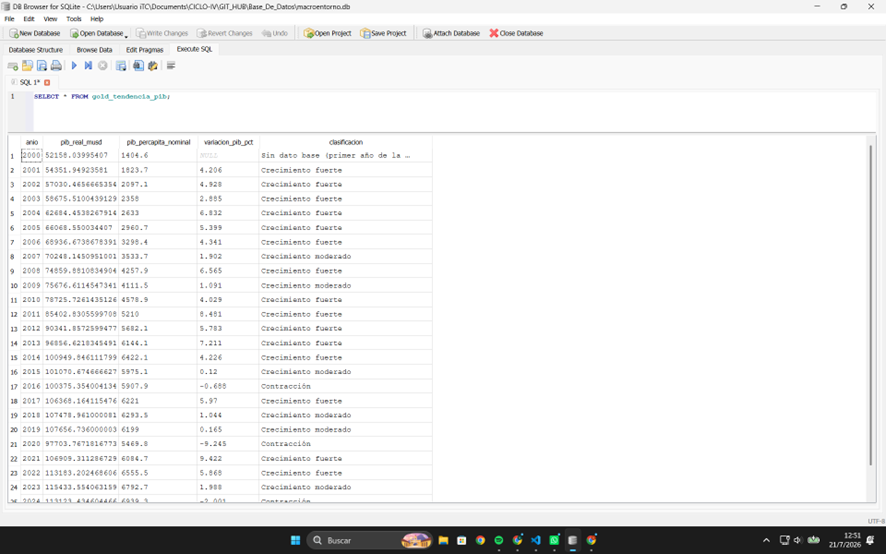 DB Browser for SQLite - C:\Users\Usuario iTC\Documents\CICLO-IV\GIT_HUB\Base_De_Datos\macroentorno.db
File Edit View Tools Help
New Database Open Database Write Changes Revert Changes Undo Open Project Save Project Attach Database Close Database
Database Structure Browse Data Edit Pragmas Execute SQL
SQL 1*
1 SELECT * FROM gold_tendencia_pib;
anio pib_real_musd pib_percapita_nominal variacion_pib_pct clasificacion
1 2000 52158.03995407 1404.6 NULL Sin dato base (primer año de la …
2 2001 54351.94923581 1823.7 4.206 Crecimiento fuerte
3 2002 57030.4656665354 2097.1 4.928 Crecimiento fuerte
4 2003 58675.5100439129 2358 2.885 Crecimiento fuerte
5 2004 62684.4538267914 2633 6.832 Crecimiento fuerte
6 2005 66068.550034407 2960.7 5.399 Crecimiento fuerte
7 2006 68936.6738678391 3298.4 4.341 Crecimiento fuerte
8 2007 70248.1450951001 3533.7 1.902 Crecimiento moderado
9 2008 74859.8810834904 4257.9 6.565 Crecimiento fuerte
10 2009 75676.6114547341 4111.5 1.091 Crecimiento moderado
11 2010 78725.7261435126 4578.9 4.029 Crecimiento fuerte
12 2011 85402.8305599708 5210 8.481 Crecimiento fuerte
13 2012 90341.8572599477 5682.1 5.783 Crecimiento fuerte
14 2013 96856.6218345491 6144.1 7.211 Crecimiento fuerte
15 2014 100949.846111799 6422.1 4.226 Crecimiento fuerte
16 2015 101070.674666627 5975.1 0.12 Crecimiento moderado
17 2016 100375.354004134 5907.9 -0.688 Contracción
18 2017 106368.164115476 6221 5.97 Crecimiento fuerte
19 2018 107478.961000081 6293.5 1.044 Crecimiento moderado
20 2019 107656.736000003 6199 0.165 Crecimiento moderado
21 2020 97703.7671816773 5469.8 -9.245 Contracción
22 2021 106909.311286729 6084.7 9.422 Crecimiento fuerte
23 2022 113183.202468606 6555.5 5.868 Crecimiento fuerte
24 2023 115433.554063159 6792.7 1.988 Crecimiento moderado
2024 113123.434604466 6939.3 -2.001 Contracción
UTF-8
Buscar
12:51
21/7/2026